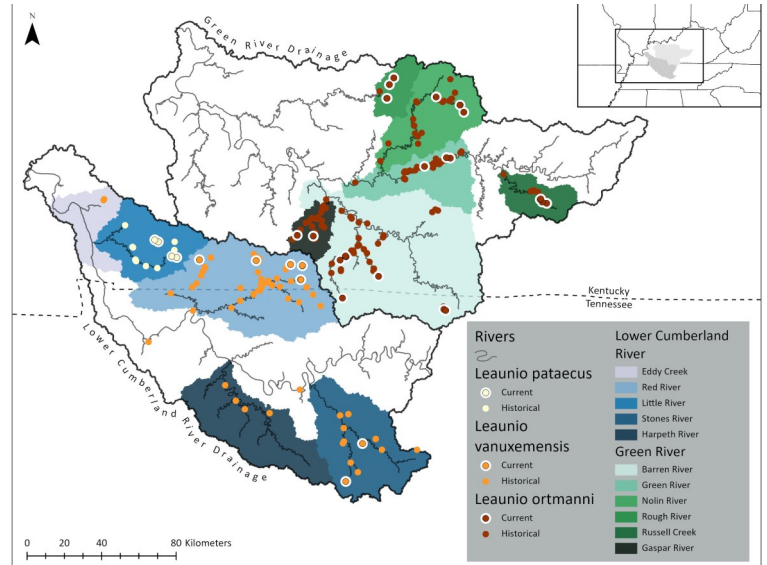 N
Green River Drainage
Kentucky
Tennessee
Lower Cumberland River Drainage
Rivers
Leaunio pataecus
Current
Historical
Leaunio
vanuxemensis
Current
Historical
Leaunio ortmanni
Current
Historical
Lower Cumberland
River
Eddy Creek
Red River
Little River
Stones River
Harpeth River
Green River
Barren River
Green River
Nolin River
Rough River
Russell Creek
Gaspar River
0 20 40 80 Kilometers